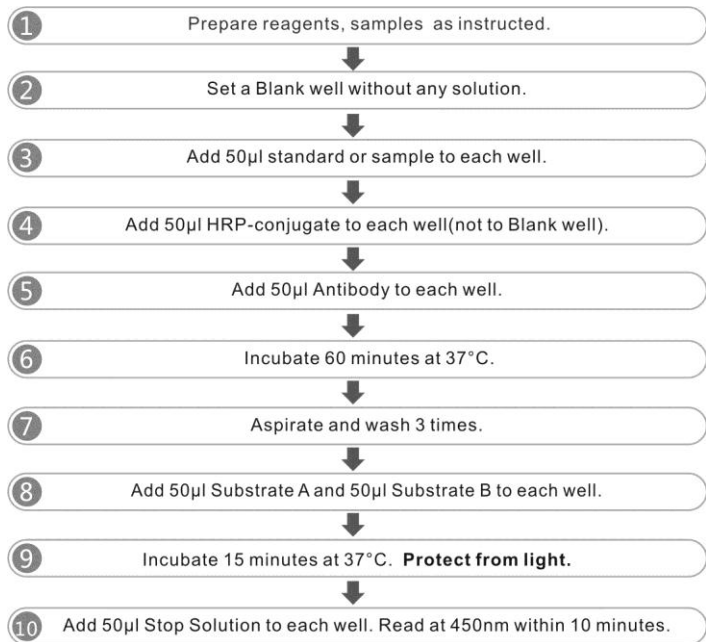 1 Prepare reagents, samples as instructed.
2 Set a Blank well without any solution.
3 Add 50μl standard or sample to each well.
4 Add 50μl HRP-conjugate to each well(not to Blank well).
5 Add 50μl Antibody to each well.
6 Incubate 60 minutes at 37°C.
7 Aspirate and wash 3 times.
8 Add 50μl Substrate A and 50μl Substrate B to each well.
9 Incubate 15 minutes at 37°C. Protect from light.
10 Add 50μl Stop Solution to each well. Read at 450nm within 10 minutes.